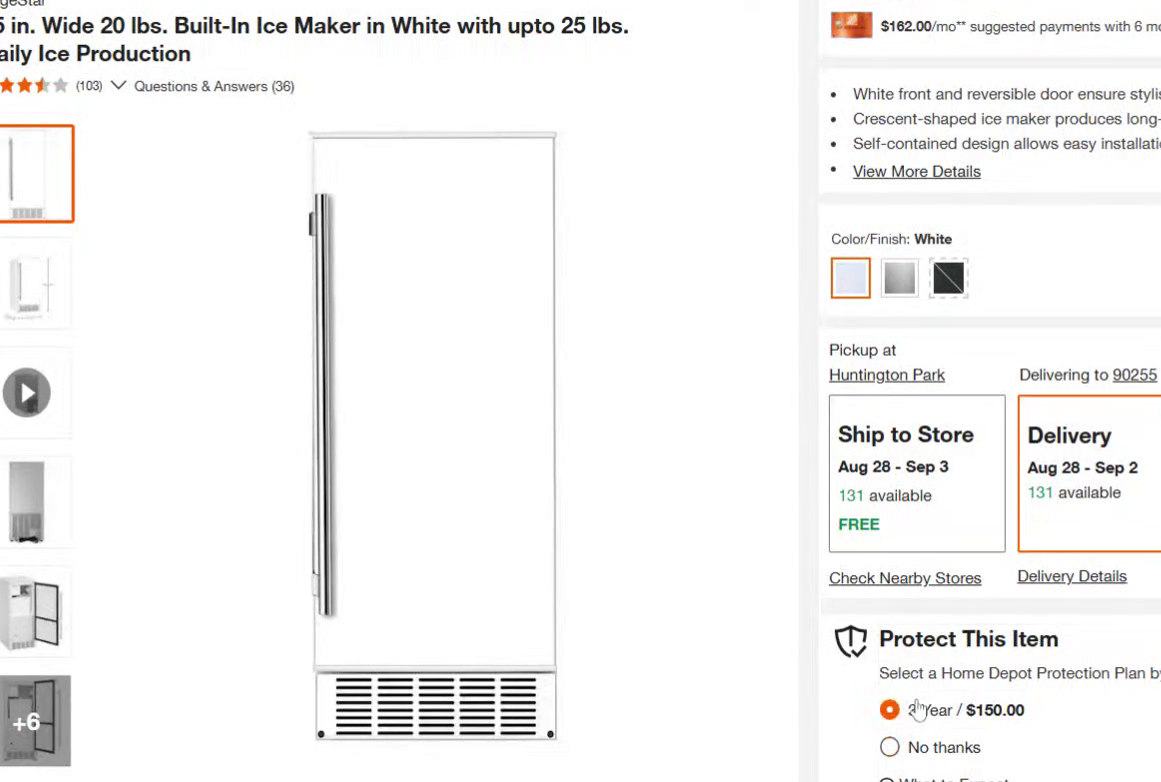 in. Wide 20 lbs. Built-In Ice Maker in White with upto 25 lbs.
aily Ice Production
(103) Questions & Answers (36)
+6
$162.00/mo** suggested payments with 6 mo
White front and reversible door ensure stylis
Crescent-shaped ice maker produces long-
Self-contained design allows easy installati
View More Details
Color/Finish: White
Pickup at
Huntington Park
Delivering to 90255
Ship to Store
Aug 28 - Sep 3
131 available
FREE
Delivery
Aug 28 - Sep 2
131 available
Check Nearby Stores
Delivery Details
Protect This Item
Select a Home Depot Protection Plan by
Year / $150.00
No thanks